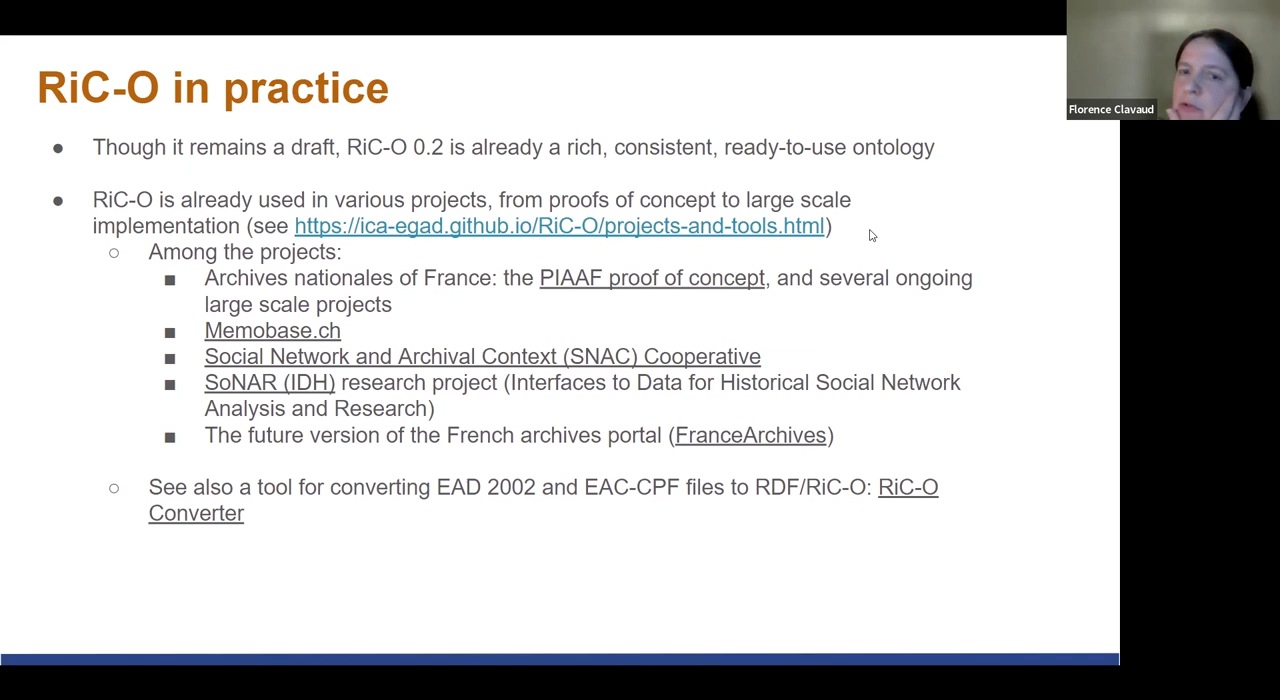 RiC-O in practice
Florence Clavaud
● Though it remains a draft, RiC-O 0.2 is already a rich, consistent, ready-to-use ontology
● RiC-O is already used in various projects, from proofs of concept to large scale
implementation (see https://ica-egad.github.io/RiC-O/projects-and-tools.html)
○ Among the projects:
■ Archives nationales of France: the PIAAF proof of concept, and several ongoing
large scale projects
■ Memobase.ch
■ Social Network and Archival Context (SNAC) Cooperative
■ SoNAR (IDH) research project (Interfaces to Data for Historical Social Network
Analysis and Research)
■ The future version of the French archives portal (FranceArchives)
○ See also a tool for converting EAD 2002 and EAC-CPF files to RDF/RiC-O: RiC-O
Converter